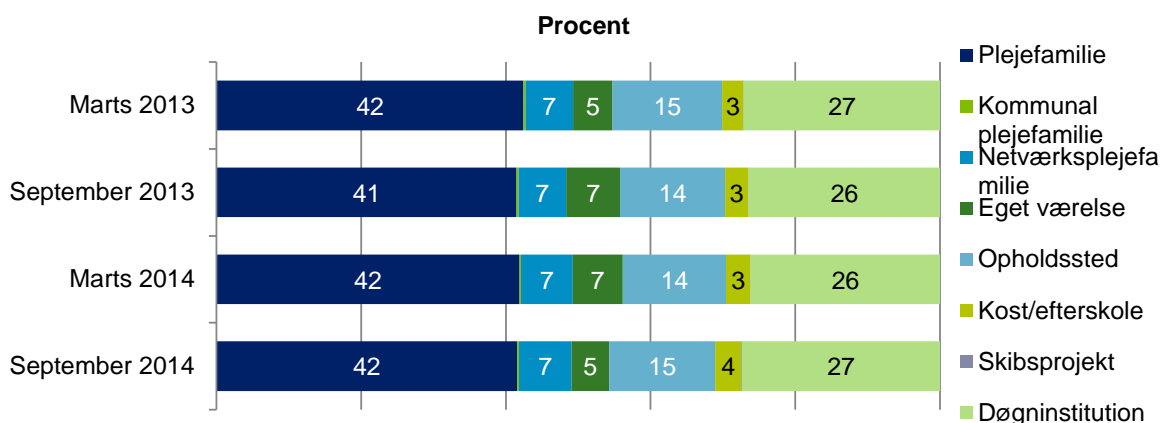 Procent
Marts 2013
42
7
5
15
3
27
September 2013
41
7
7
14
3
26
Marts 2014
42
7
7
14
3
26
September 2014
42
7
5
15
4
27
Plejefamilie
Kommunal
plejefamilie
Netværksplejefa
milie
Eget værelse
Opholdssted
Kost/efterskole
Skibsprojekt
Døgninstitution